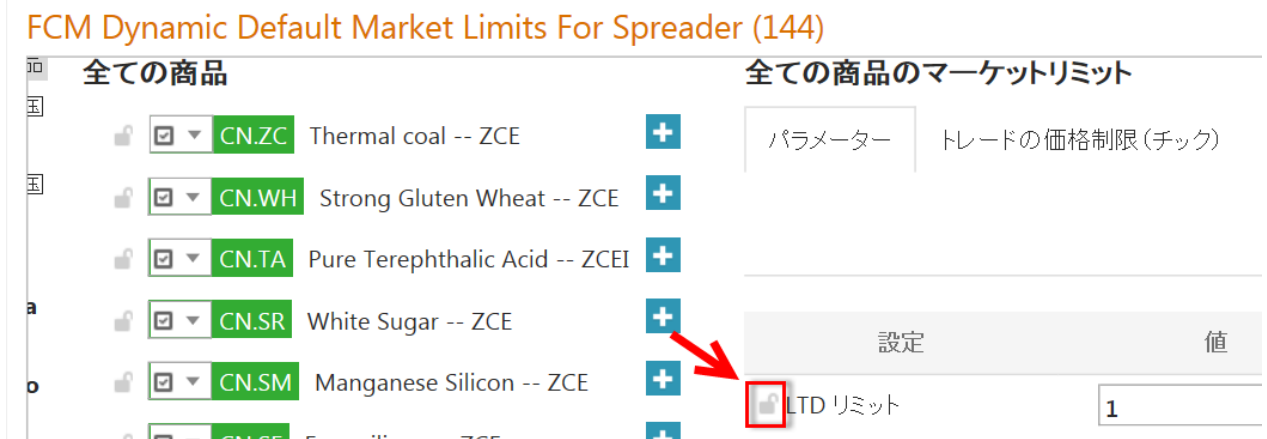 FCM Dynamic Default Market Limits For Spreader (144)
品
国
国
a
o
全ての商品
CN.ZC Thermal coal -- ZCE
CN.WH Strong Gluten Wheat -- ZCE
CN.TA Pure Terephthalic Acid -- ZCEI
CN.SR White Sugar -- ZCE
CN.SM Manganese Silicon -- ZCE
全ての商品のマーケットリミット
パラメーター トレードの価格制限(チック)
設定 値
LTD リミット 1